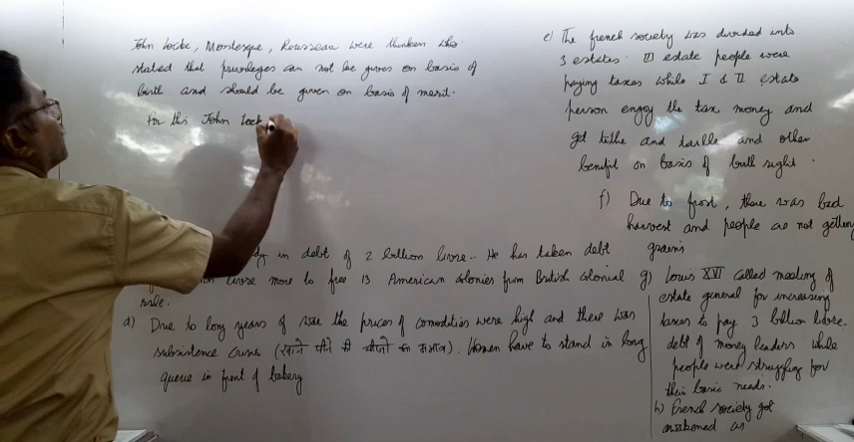 John Locke, Montesque, Rousseau were thinkers who
stated that privileges can not be given on basis of
birth and should be given on basis of merit.
For this John Lock
in debt of 2 billion livre.. He has taken debt
livre more to free 13 American colonies from British colonial
rule.
d) Due to long years of war the prices of comodities were high and there was
subsistence crises (खाने पीने की चीजों का अभाव). Women have to stand in long
queue in front of bakery
e) The french society was divided into
3 estates. III estate people were
paying taxes while I & II estate
person enjoy the tax money and
get tithe and taille and other
benefit on basis of birth right.
f) Due to frost, there was bad
harvest and people are not getting
grains
g) Louis XVI called meeting of
estate general for increasing
taxes to pay 3 billion livre.
debt of money lenders while
people were struggling for
their basic needs.
h) French society got
as